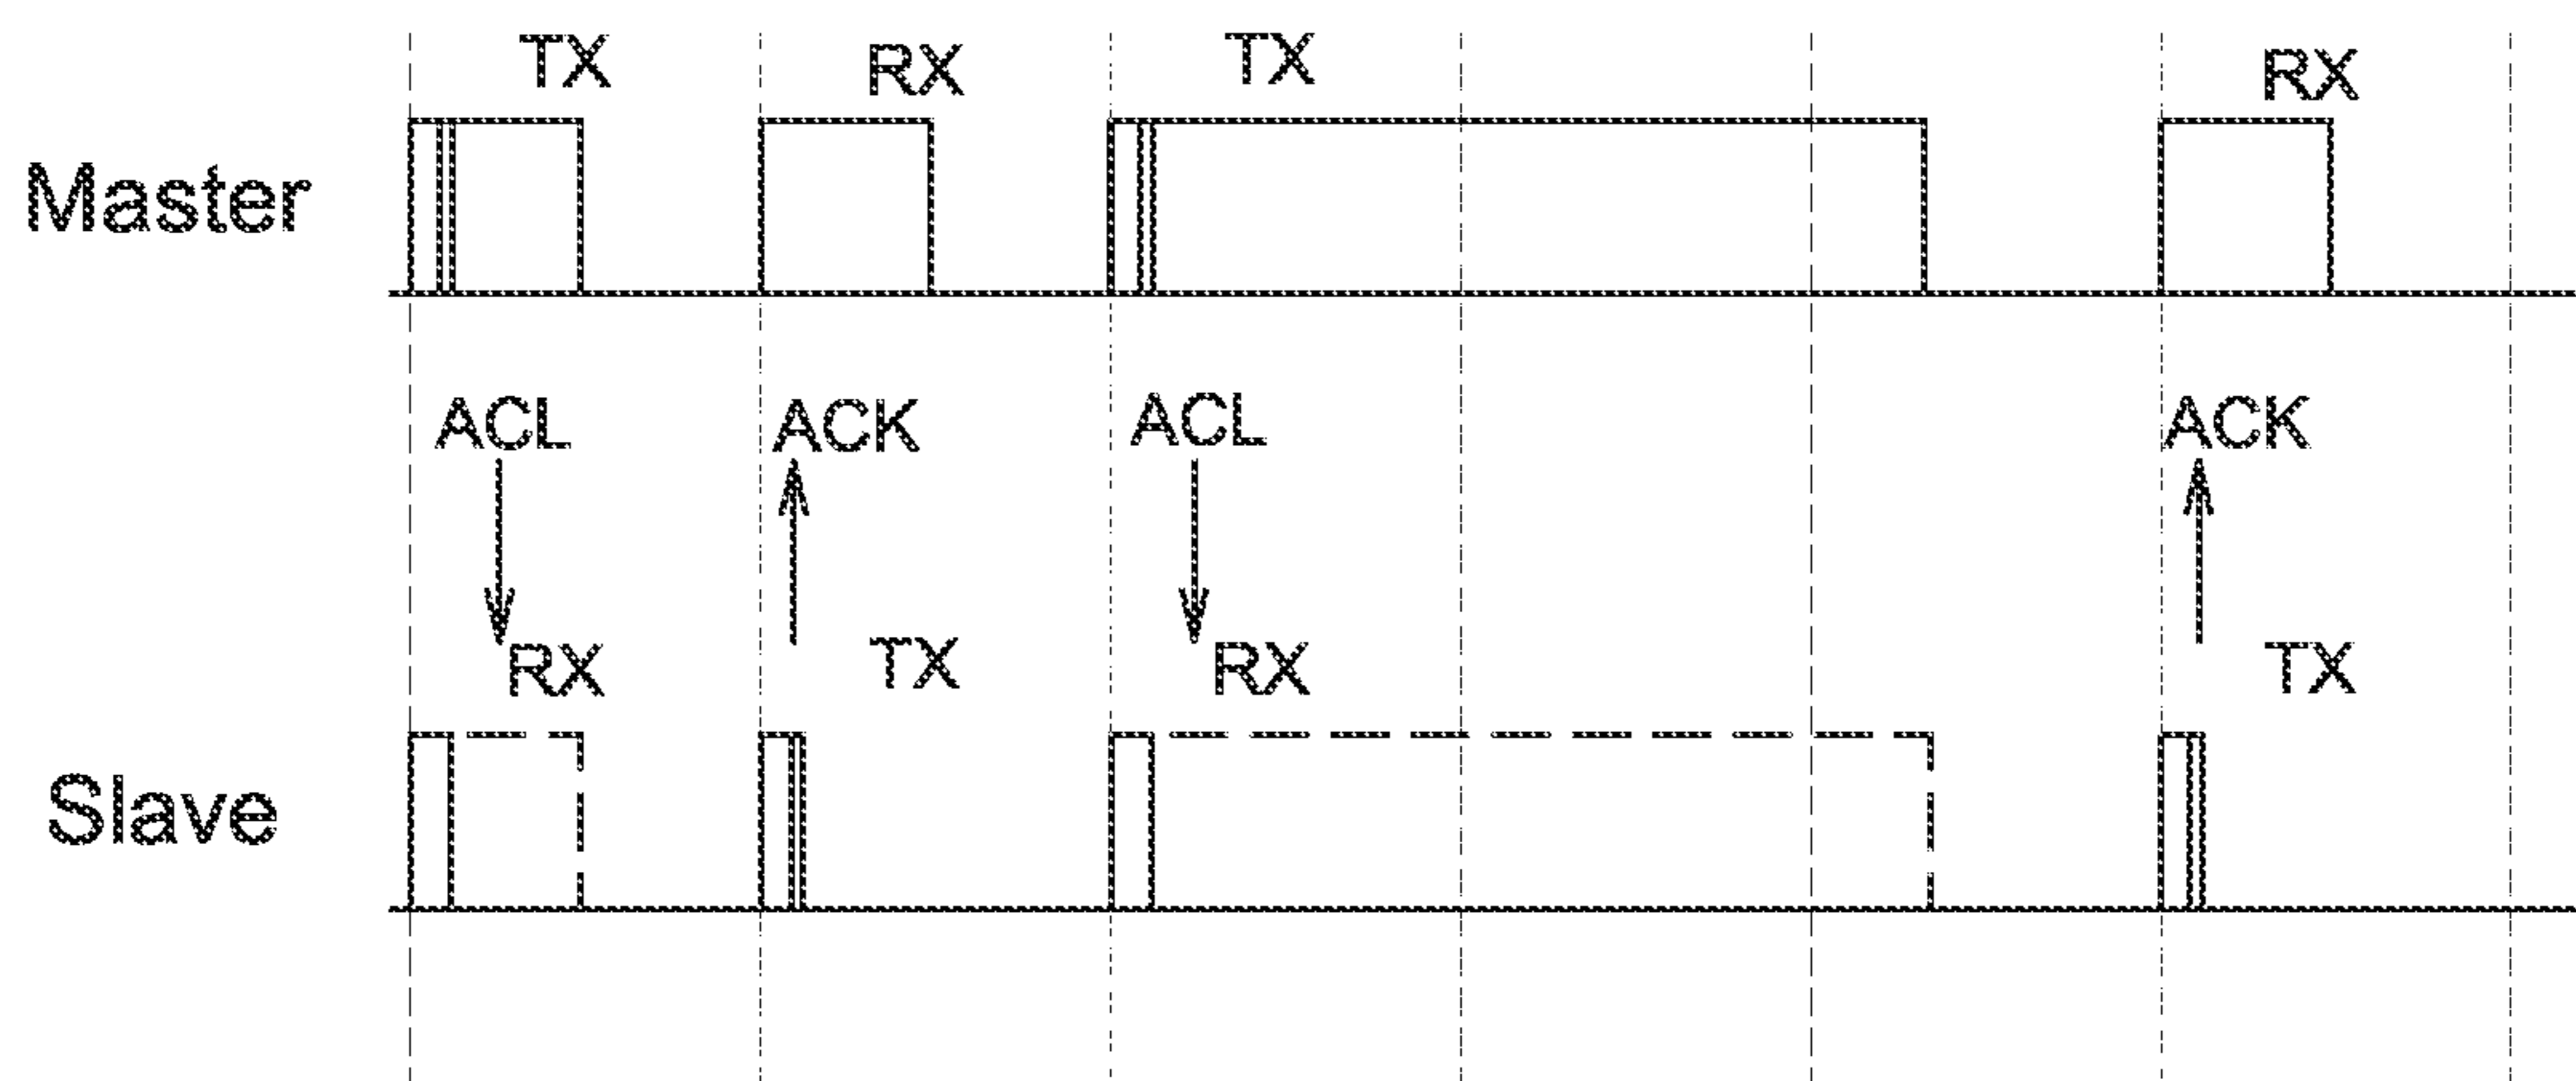 TX RX TX RX
Master
ACL ACK ACL ACK
RX TX RX TX
Slave